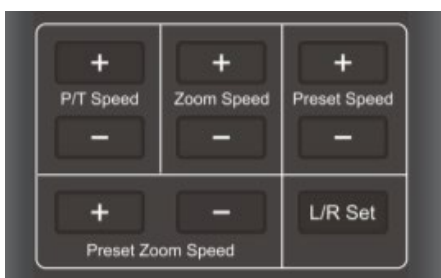 + + +
P/T Speed Zoom Speed Preset Speed
− − −
+ − L/R Set
Preset Zoom Speed